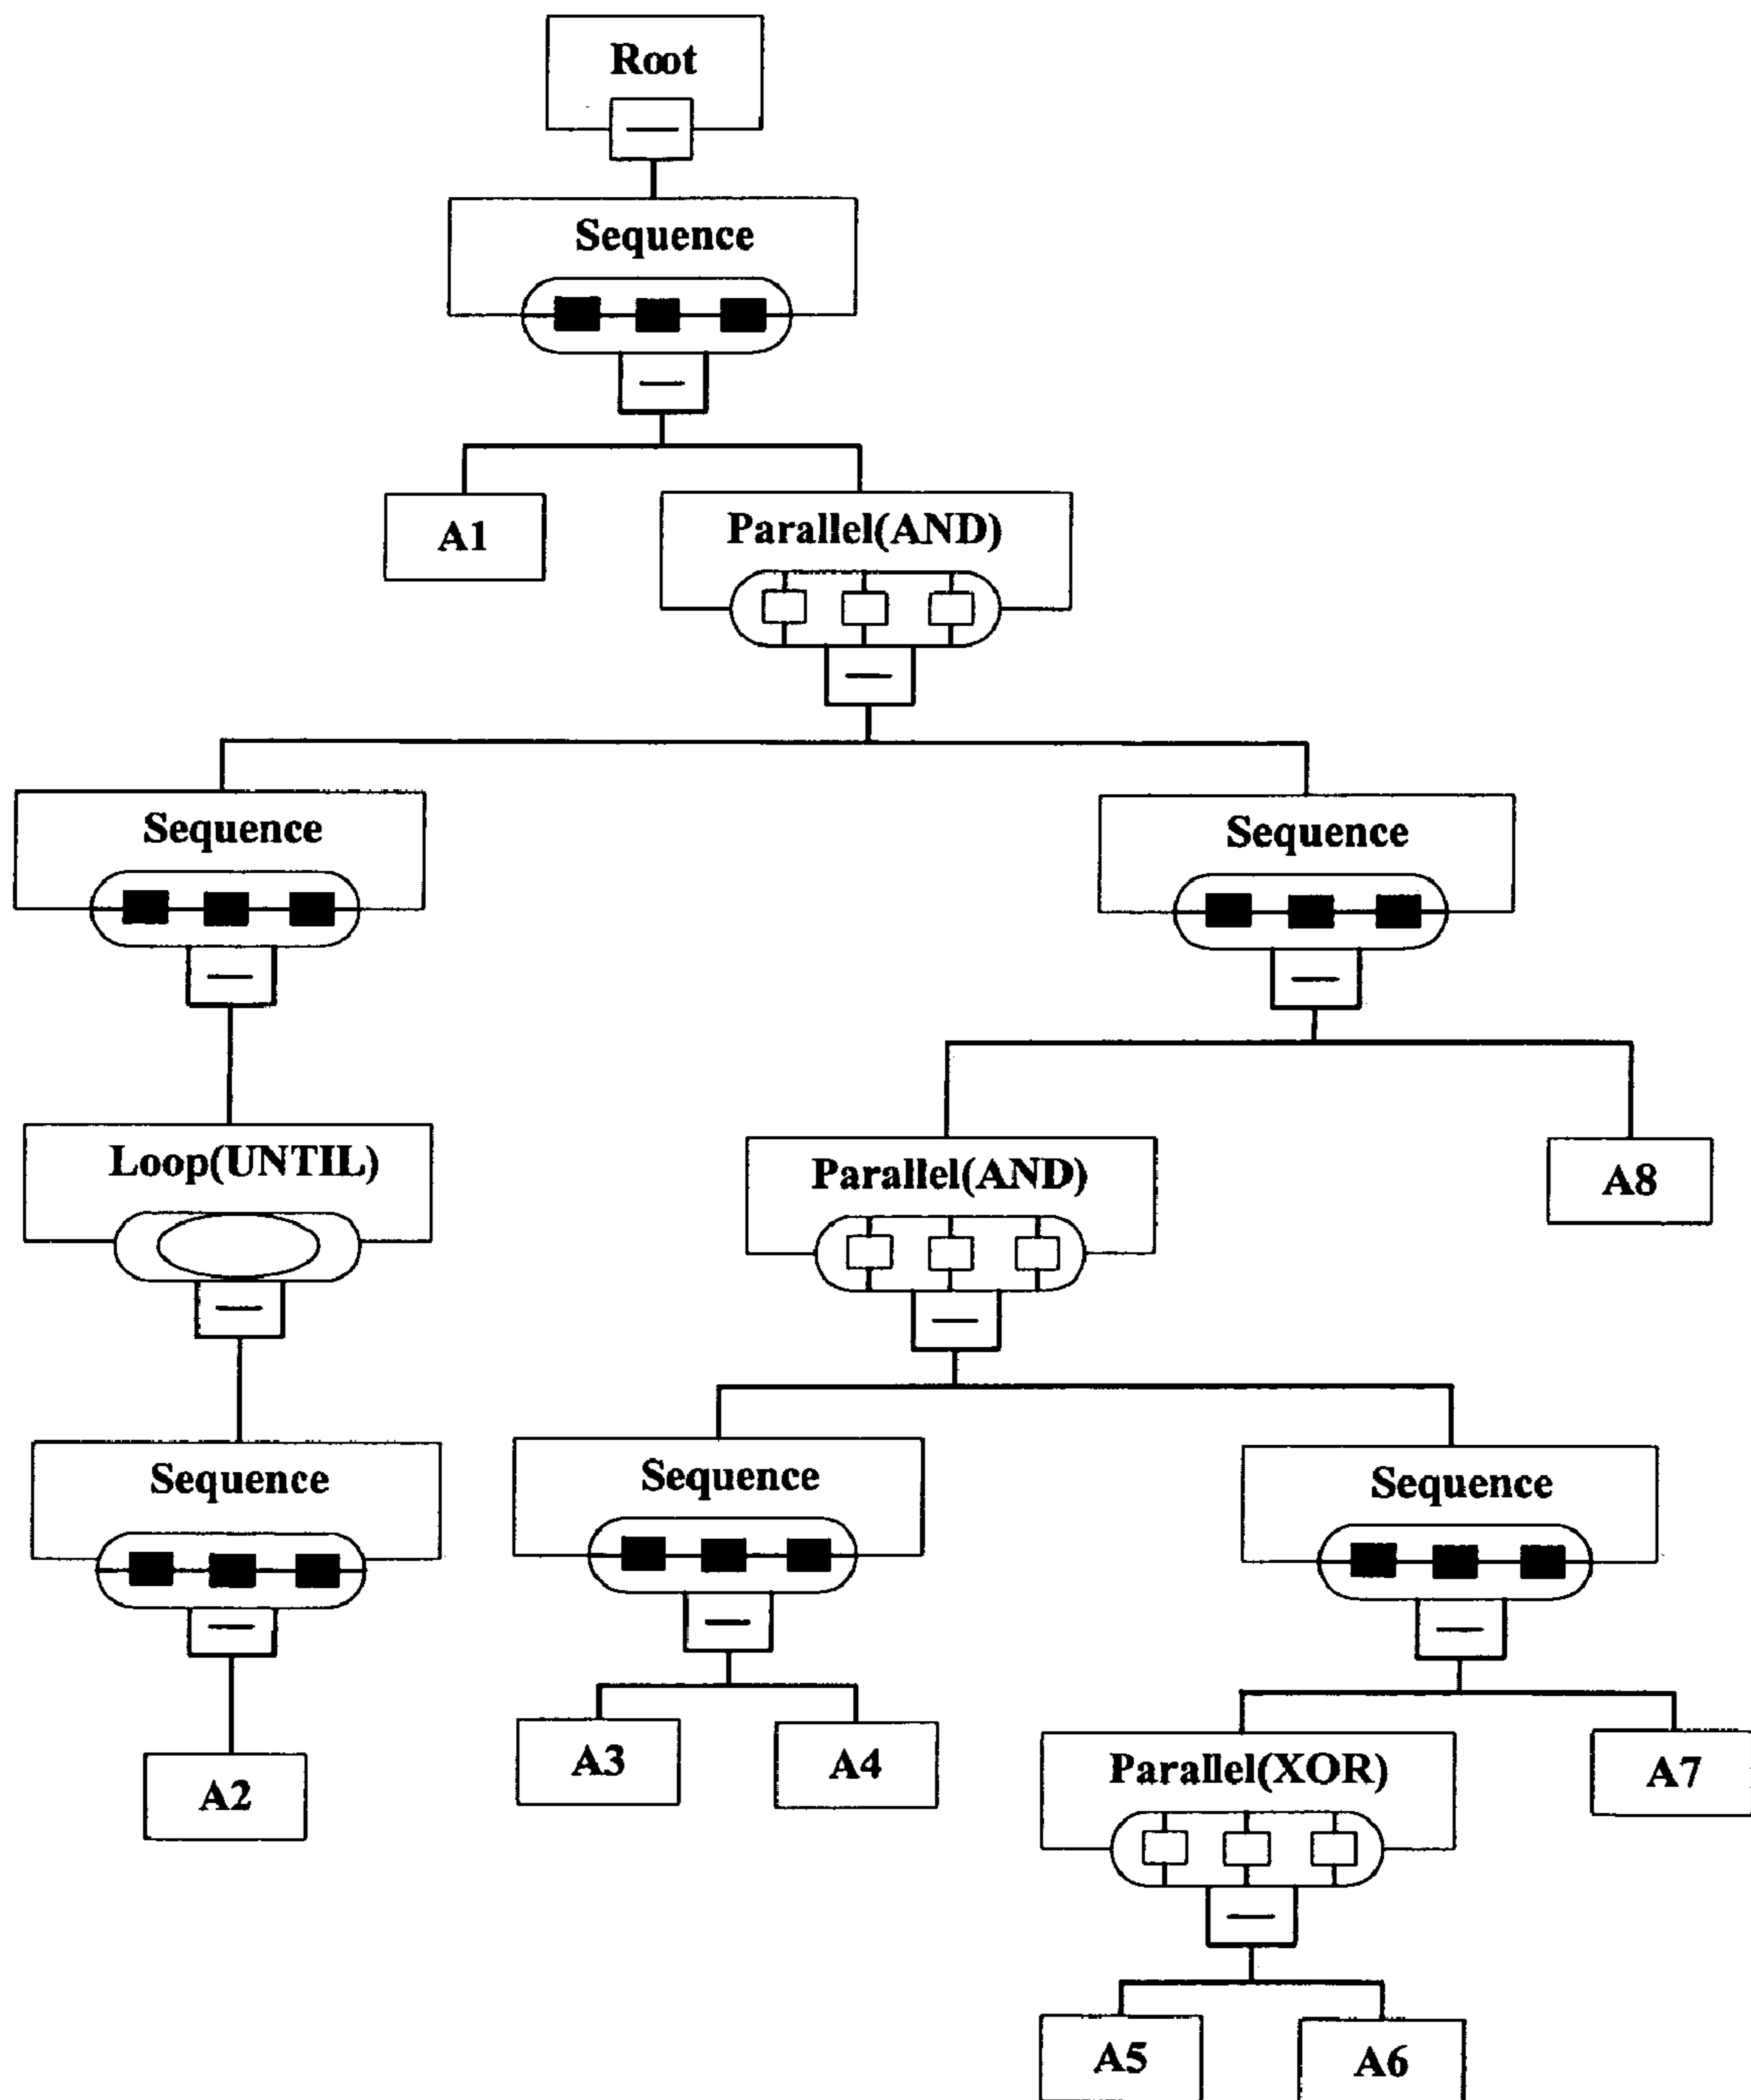 Root
Sequence
A1
Parallel(AND)
Sequence
Sequence
Loop(UNTIL)
Parallel(AND)
A8
Sequence
Sequence
Sequence
A3
A4
Parallel(XOR)
A7
A2
A5
A6